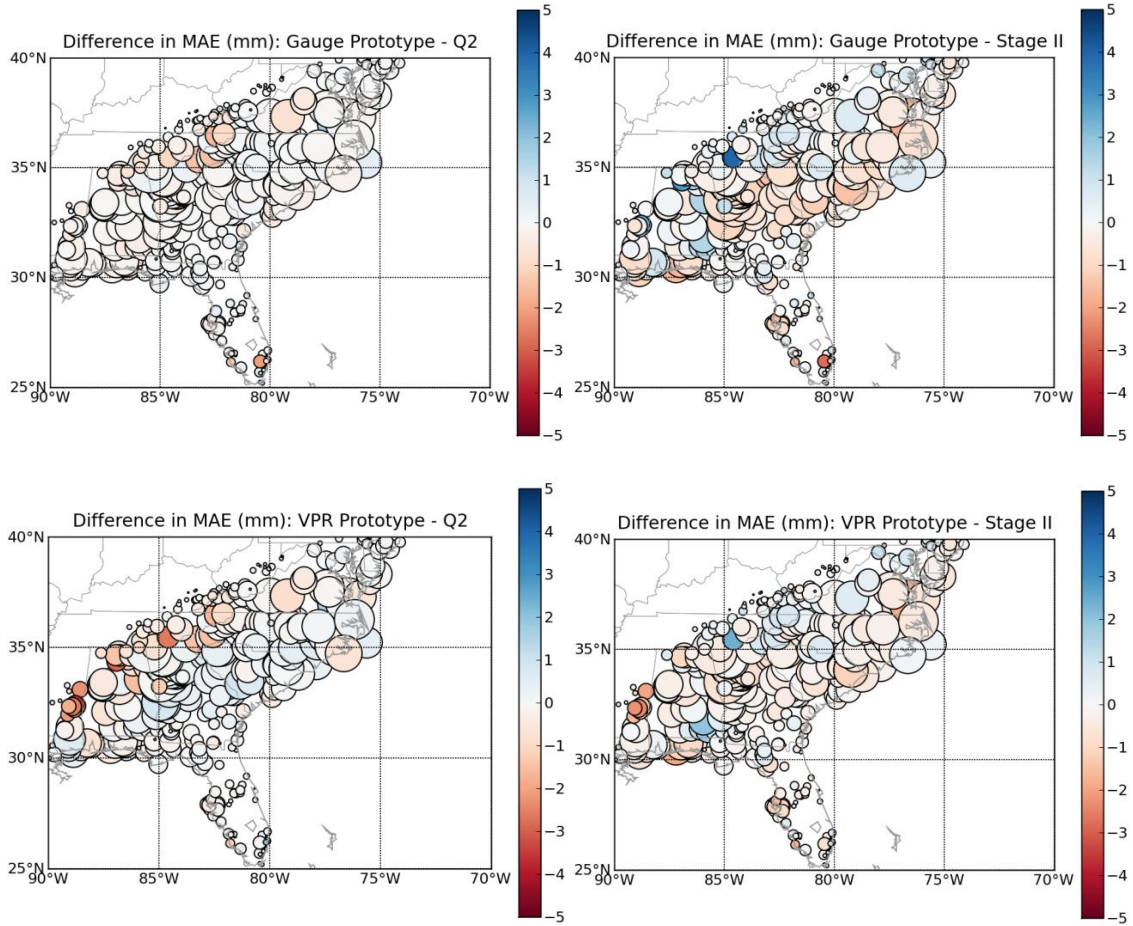 Difference in MAE (mm): Gauge Prototype - Q2
40°N
35°N
30°N
25°N
90°W 85°W 80°W 75°W 70°W
5
4
3
2
1
0
−1
−2
−3
−4
−5
Difference in MAE (mm): Gauge Prototype - Stage II
40°N
35°N
30°N
25°N
90°W 85°W 80°W 75°W 70°W
5
4
3
2
1
0
−1
−2
−3
−4
−5
Difference in MAE (mm): VPR Prototype - Q2
40°N
35°N
30°N
25°N
90°W 85°W 80°W 75°W 70°W
5
4
3
2
1
0
−1
−2
−3
−4
−5
Difference in MAE (mm): VPR Prototype - Stage II
40°N
35°N
30°N
25°N
90°W 85°W 80°W 75°W 70°W
5
4
3
2
1
0
−1
−2
−3
−4
−5